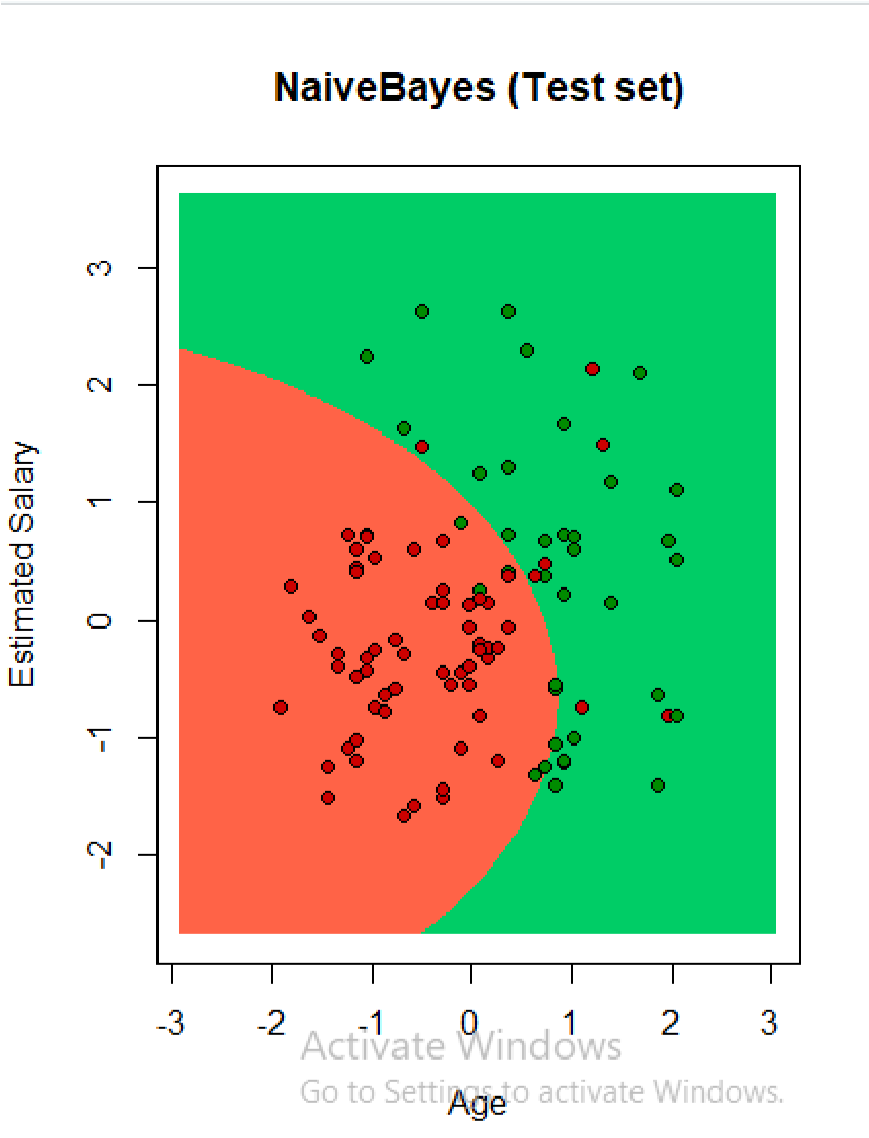 NaiveBayes (Test set)
Estimated Salary
3
2
1
0
-1
-2
-3 -2 -1 0 1 2 3
Activate Windows
Go to Settings to activate Windows.
Age